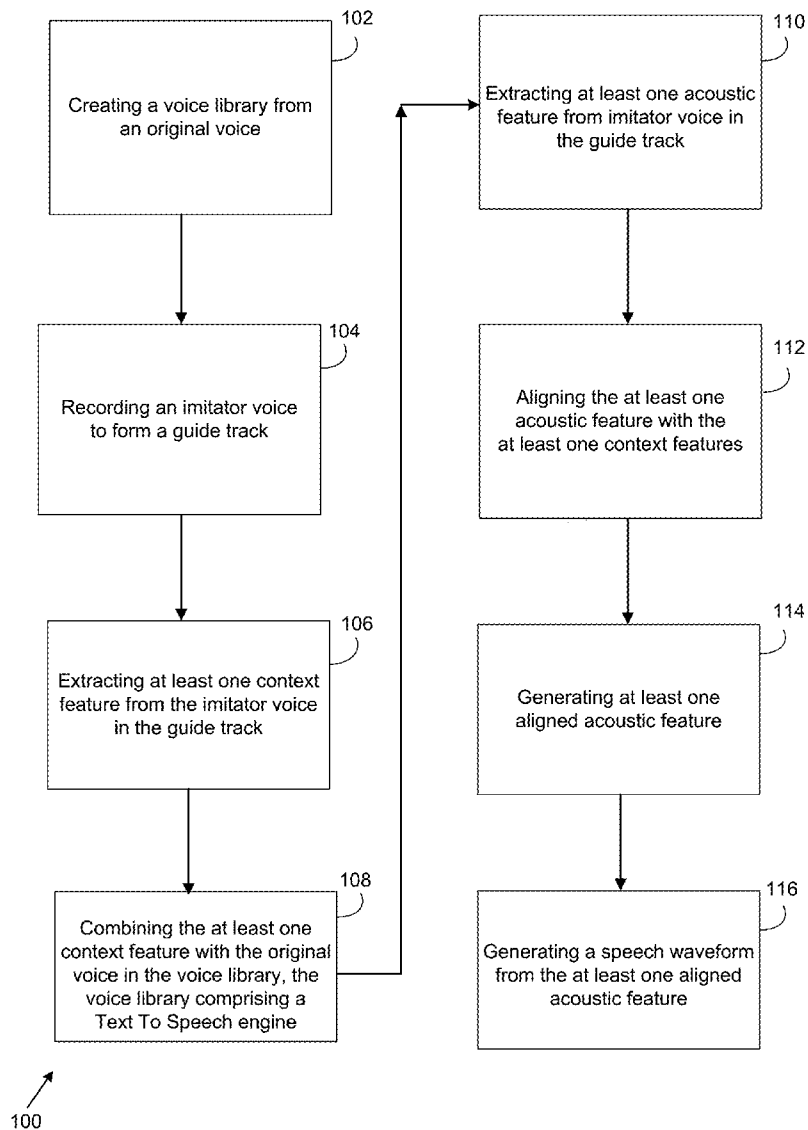 102
Creating a voice library from
an original voice
104
Recording an imitator voice
to form a guide track
106
Extracting at least one context
feature from the imitator voice
in the guide track
108
Combining the at least one
context feature with the original
voice in the voice library, the
voice library comprising a
Text To Speech engine
110
Extracting at least one acoustic
feature from imitator voice in
the guide track
112
Aligning the at least one
acoustic feature with the
at least one context features
114
Generating at least one
aligned acoustic feature
116
Generating a speech waveform
from the at least one aligned
acoustic feature
100